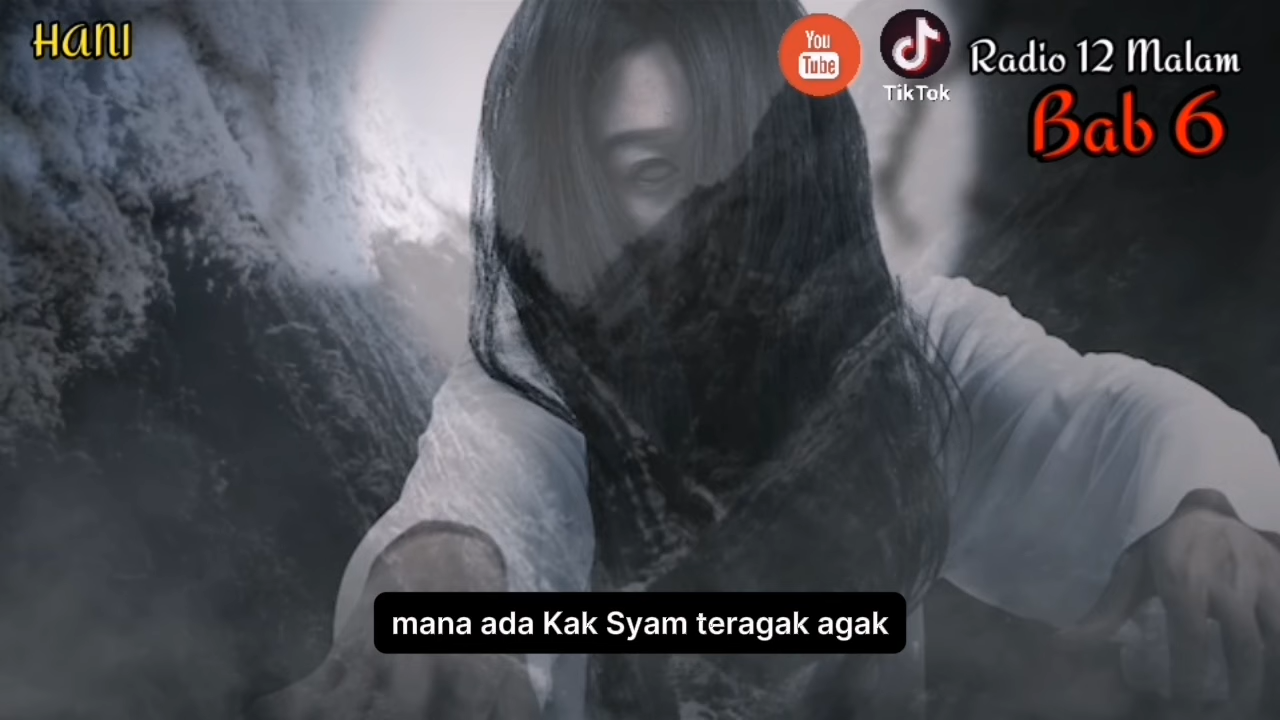 HANI
You
Tube
TikTok
Radio 12 Malam
Bab 6
mana ada Kak Syam teragak agak